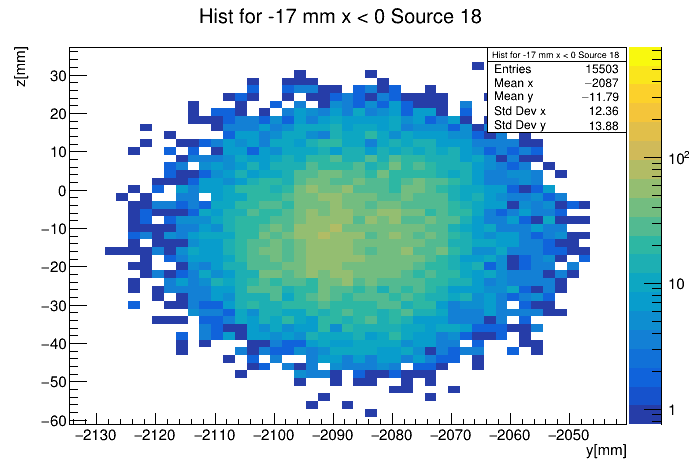 Hist for -17 mm x < 0 Source 18
z[mm]
Hist for -17 mm x < 0 Source 18
Entries 15503
Mean x −2087
Mean y −11.79
Std Dev x 12.36
Std Dev y 13.88
30
20
10
0
−10
−20
−30
−40
−50
−60
10²
10
1
−2130 −2120 −2110 −2100 −2090 −2080 −2070 −2060 −2050
y[mm]